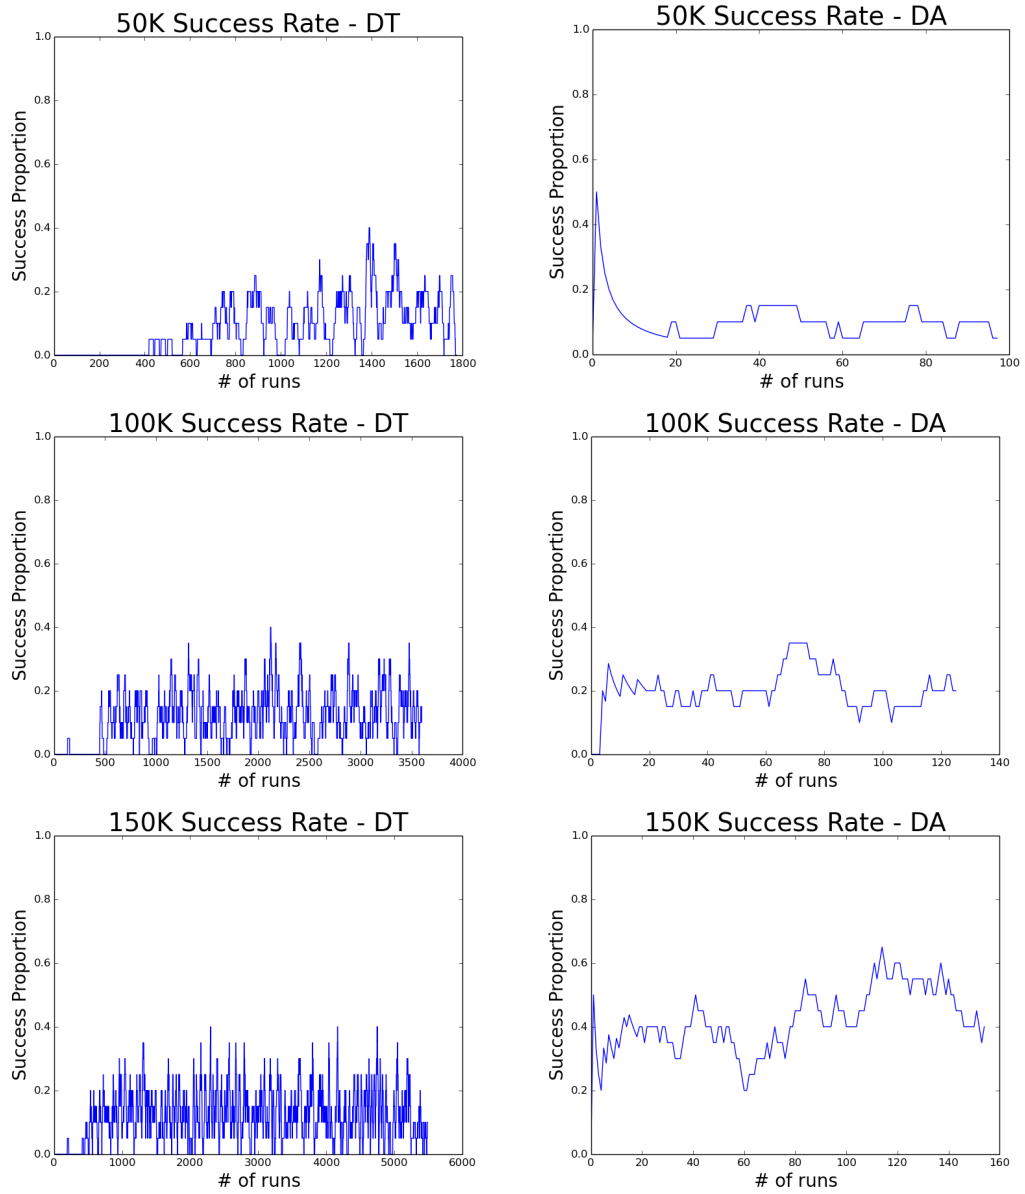 50K Success Rate - DT
1.0
0.8
0.6
0.4
0.2
0.0
Success Proportion
0 200 400 600 800 1000 1200 1400 1600 1800
# of runs
50K Success Rate - DA
1.0
0.8
0.6
0.4
0.2
0.0
Success Proportion
0 20 40 60 80 100
# of runs
100K Success Rate - DT
1.0
0.8
0.6
0.4
0.2
0.0
Success Proportion
0 500 1000 1500 2000 2500 3000 3500 4000
# of runs
100K Success Rate - DA
1.0
0.8
0.6
0.4
0.2
0.0
Success Proportion
0 20 40 60 80 100 120 140
# of runs
150K Success Rate - DT
1.0
0.8
0.6
0.4
0.2
0.0
Success Proportion
0 1000 2000 3000 4000 5000 6000
# of runs
150K Success Rate - DA
1.0
0.8
0.6
0.4
0.2
0.0
Success Proportion
0 20 40 60 80 100 120 140 160
# of runs